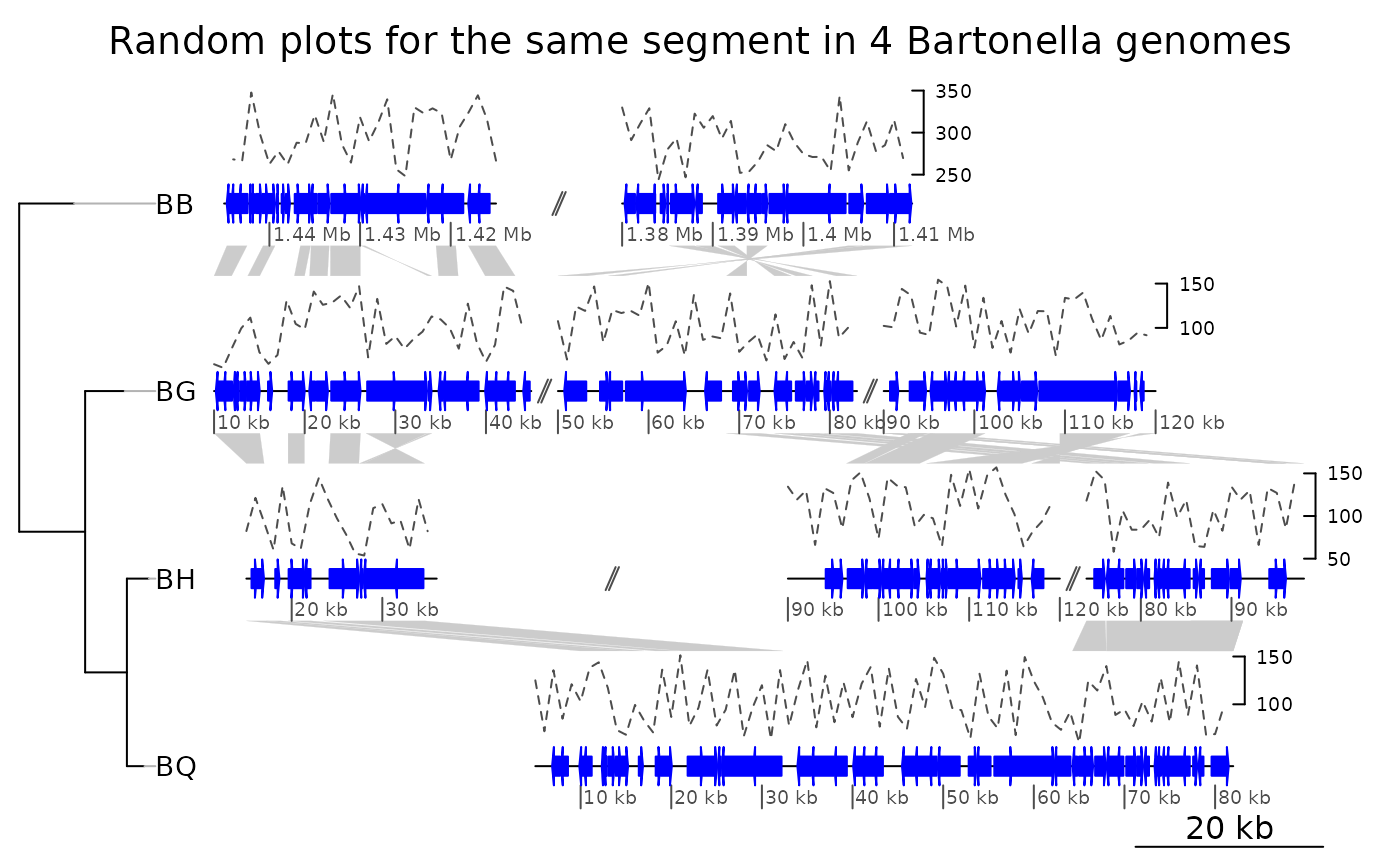 Random plots for the same segment in 4 Bartonella genomes
350
300
250
BB
1.44 Mb 1.43 Mb 1.42 Mb 1.38 Mb 1.39 Mb 1.4 Mb 1.41 Mb
150
100
BG
10 kb 20 kb 30 kb 40 kb 50 kb 60 kb 70 kb 80 kb 90 kb 100 kb 110 kb 120 kb
150
100
50
BH
20 kb 30 kb 90 kb 100 kb 110 kb 120 kb 80 kb 90 kb
150
100
BQ
10 kb 20 kb 30 kb 40 kb 50 kb 60 kb 70 kb 80 kb
20 kb